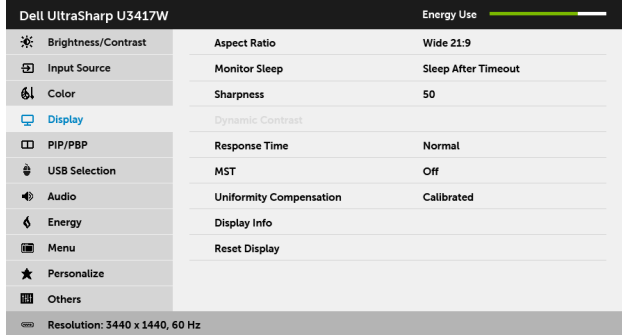 Dell UltraSharp U3417W
Energy Use
Brightness/Contrast
Aspect Ratio Wide 21:9
Input Source
Monitor Sleep Sleep After Timeout
Color
Sharpness 50
Display
Dynamic Contrast
PIP/PBP
Response Time Normal
USB Selection
MST Off
Audio
Uniformity Compensation Calibrated
Energy
Display Info
Menu
Reset Display
Personalize
Others
Resolution: 3440 x 1440, 60 Hz